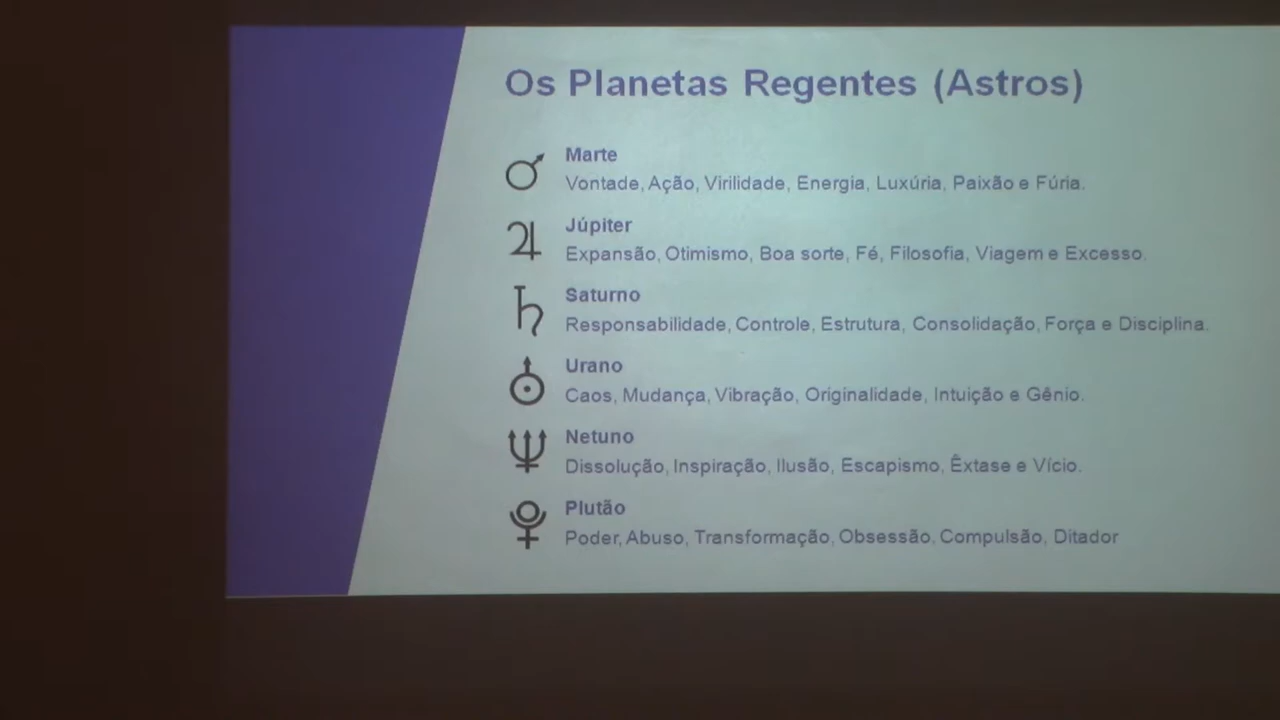 Os Planetas Regentes (Astros)
Marte
Vontade, Ação, Virilidade, Energia, Luxúria, Paixão e Fúria.
Júpiter
Expansão, Otimismo, Boa sorte, Fé, Filosofia, Viagem e Excesso.
Saturno
Responsabilidade, Controle, Estrutura, Consolidação, Força e Disciplina.
Urano
Caos, Mudança, Vibração, Originalidade, Intuição e Gênio.
Netuno
Dissolução, Inspiração, Ilusão, Escapismo, Êxtase e Vício.
Plutão
Poder, Abuso, Transformação, Obsessão, Compulsão, Ditador